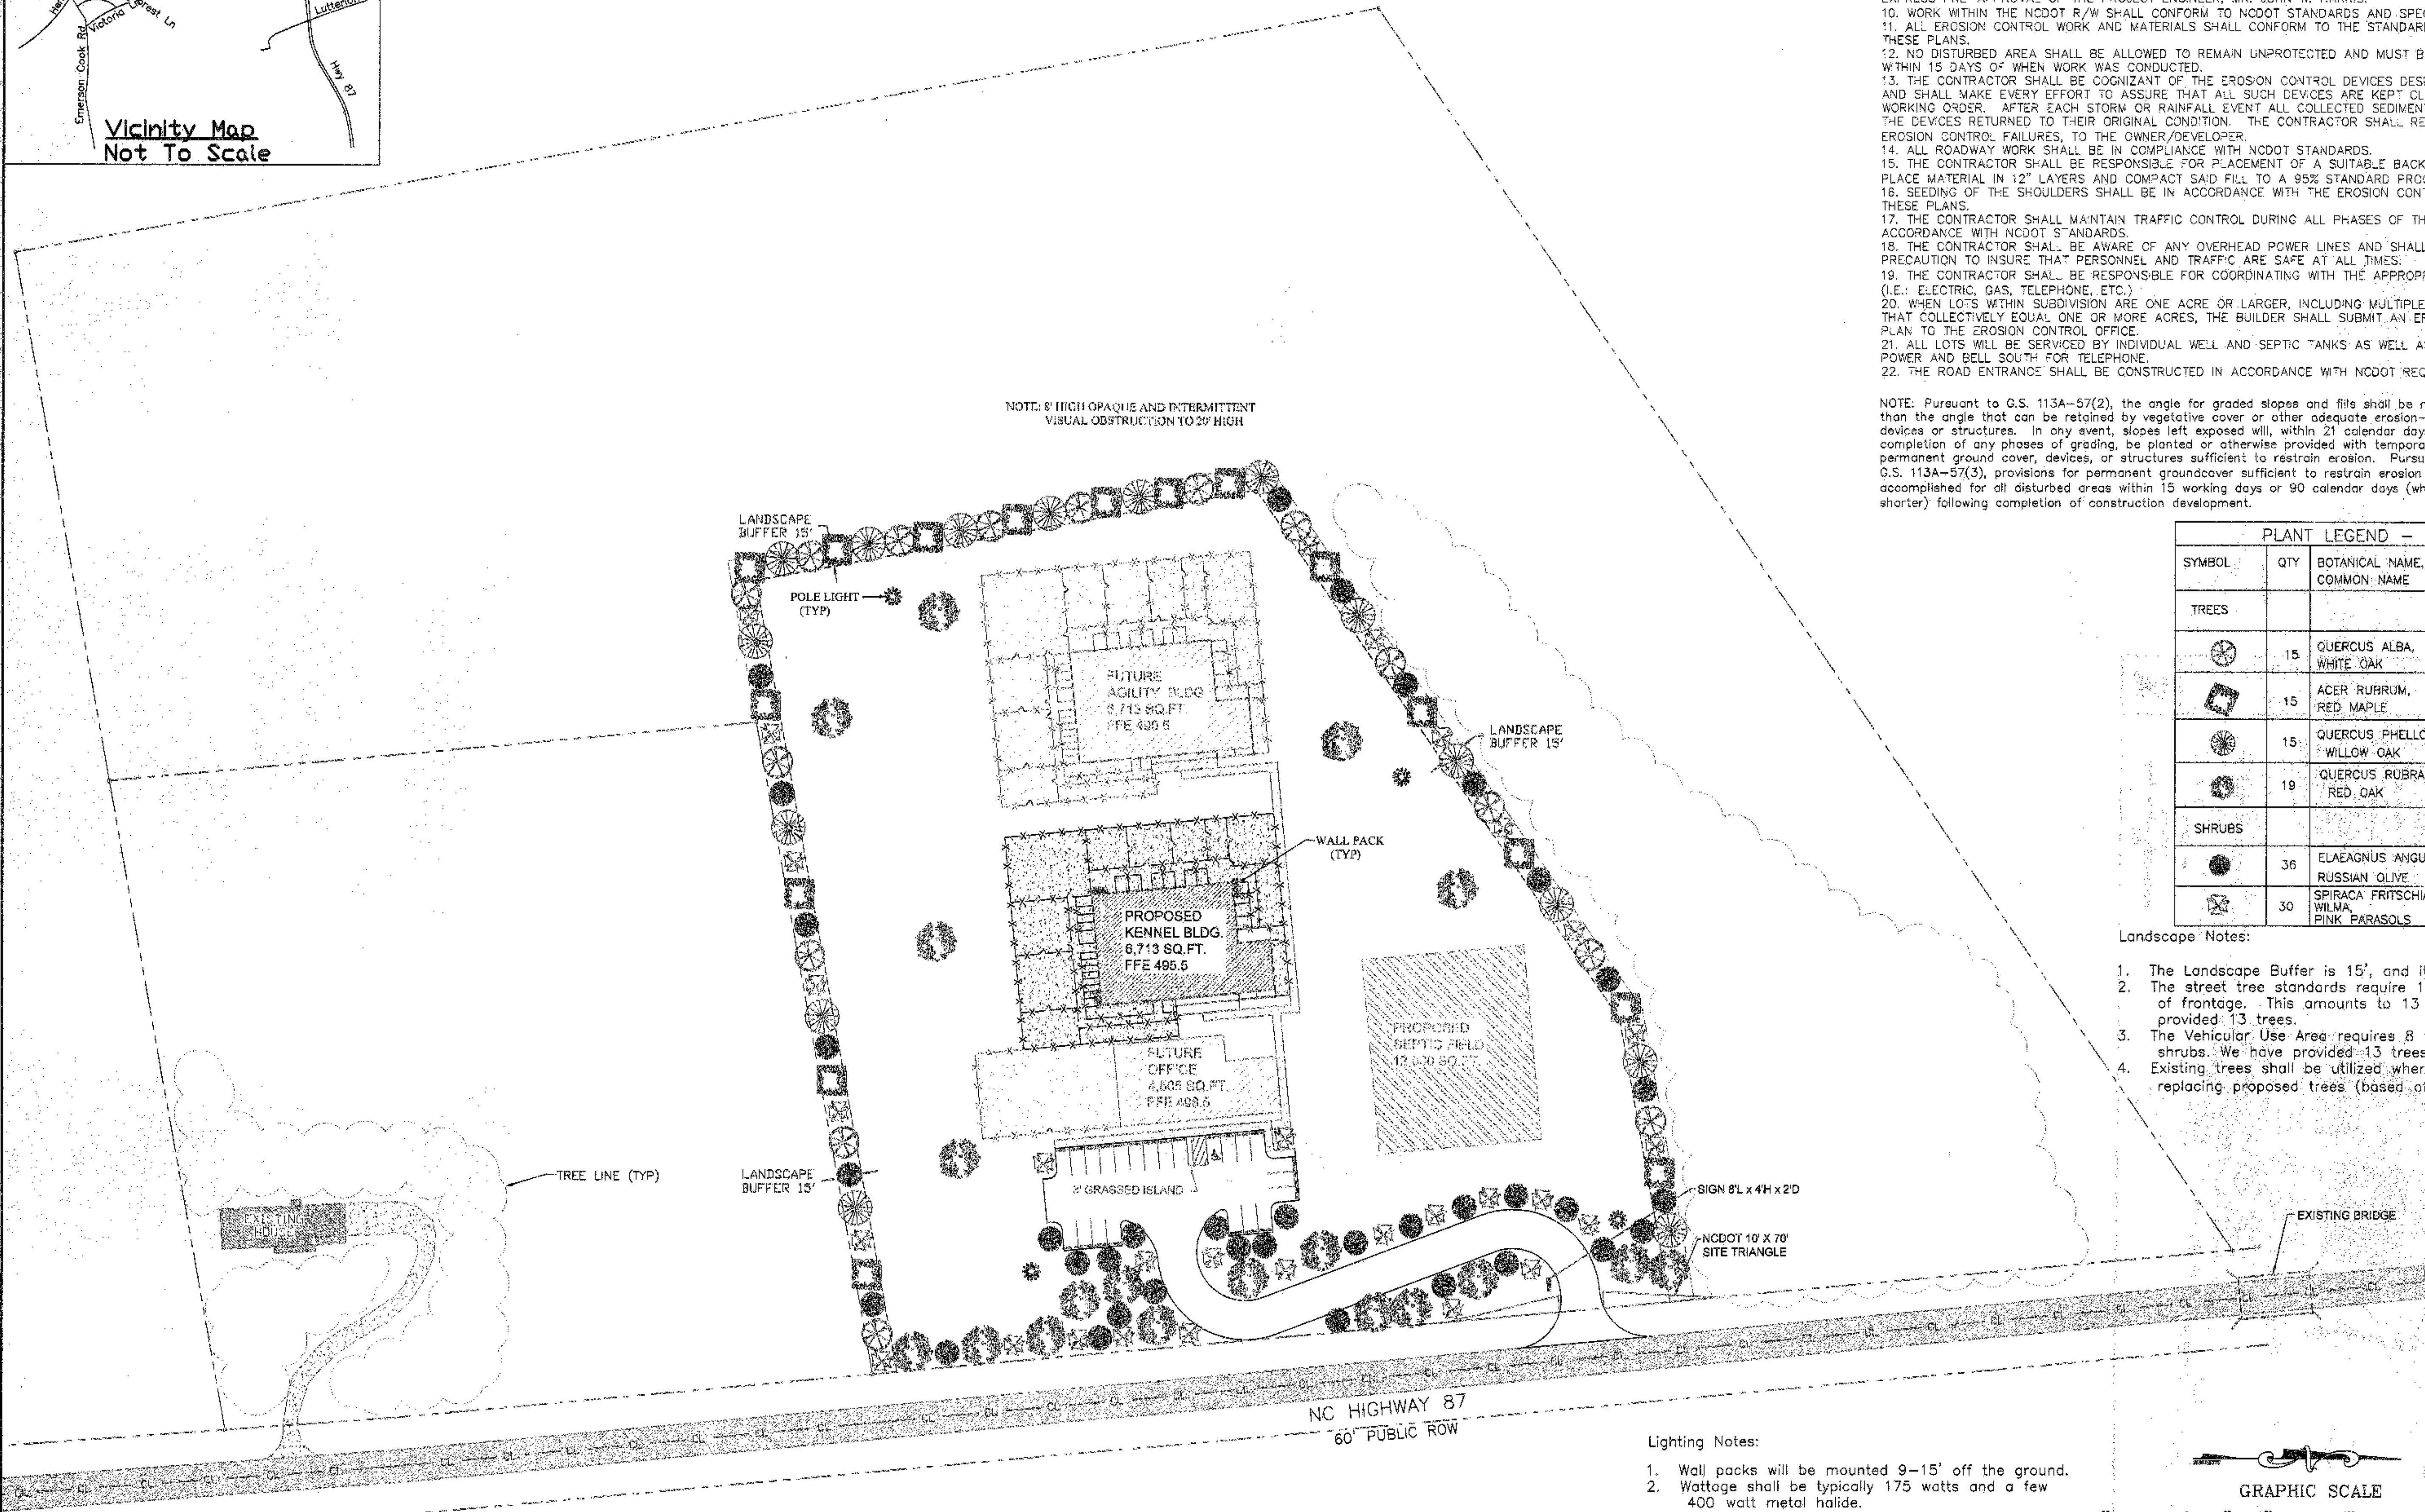 Emerson Cook Rd
Victoria
Forest Ln
Hwy 87
Vicinity Map
Not To Scale
10. WORK WITHIN THE NCDOT R/W SHALL CONFORM TO NCDOT STANDARDS AND
11. ALL EROSION CONTROL WORK AND MATERIALS SHALL CONFORM TO THE
THESE PLANS.
12. NO DISTURBED AREA SHALL BE ALLOWED TO REMAIN UNPROTECTED AND MUST
WITHIN 15 DAYS OF WHEN WORK WAS CONDUCTED.
13. THE CONTRACTOR SHALL BE COGNIZANT OF THE EROSION CONTROL DEVICES
AND SHALL MAKE EVERY EFFORT TO ASSURE THAT ALL SUCH DEVICES ARE KEPT
WORKING ORDER. AFTER EACH STORM OR RAINFALL EVENT ALL COLLECTED
THE DEVICES RETURNED TO THEIR ORIGINAL CONDITION. THE CONTRACTOR SHALL
EROSION CONTROL FAILURES, TO THE OWNER/DEVELOPER.
14. ALL ROADWAY WORK SHALL BE IN COMPLIANCE WITH NCDOT STANDARDS.
15. THE CONTRACTOR SHALL BE RESPONSIBLE FOR PLACEMENT OF A SUITABLE
PLACE MATERIAL IN 12" LAYERS AND COMPACT SAID FILL TO A 95% STANDARD
16. SEEDING OF THE SHOULDERS SHALL BE IN ACCORDANCE WITH THE EROSION
THESE PLANS.
17. THE CONTRACTOR SHALL MAINTAIN TRAFFIC CONTROL DURING ALL PHASES OF
ACCORDANCE WITH NCDOT STANDARDS.
18. THE CONTRACTOR SHALL BE AWARE OF ANY OVERHEAD POWER LINES AND SHALL
PRECAUTION TO INSURE THAT PERSONNEL AND TRAFFIC ARE SAFE AT ALL TIMES.
19. THE CONTRACTOR SHALL BE RESPONSIBLE FOR COORDINATING WITH THE
(I.E.: ELECTRIC, GAS, TELEPHONE, ETC.)
20. WHEN LOTS WITHIN SUBDIVISION ARE ONE ACRE OR LARGER, INCLUDING MULTIPLE
THAT COLLECTIVELY EQUAL ONE OR MORE ACRES, THE BUILDER SHALL SUBMIT AN
PLAN TO THE EROSION CONTROL OFFICE.
21. ALL LOTS WILL BE SERVICED BY INDIVIDUAL WELL AND SEPTIC TANKS AS WELL
POWER AND BELL SOUTH FOR TELEPHONE.
22. THE ROAD ENTRANCE SHALL BE CONSTRUCTED IN ACCORDANCE WITH NCDOT
NOTE: Pursuant to G.S. 113A-57(2), the angle for graded slopes and fills shall be
than the angle that can be retained by vegetative cover or other adequate erosion-
devices or structures. In any event, slopes left exposed will, within 21 calendar
completion of any phases of grading, be planted or otherwise provided with
permanent ground cover, devices, or structures sufficient to restrain erosion.
G.S. 113A-57(3), provisions for permanent groundcover sufficient to restrain erosion
accomplished for all disturbed areas within 15 working days or 90 calendar days
shorter) following completion of construction development.
PLANT LEGEND -
SYMBOL QTY BOTANICAL NAME,
COMMON NAME
TREES
15 QUERCUS ALBA,
WHITE OAK
15 ACER RUBRUM,
RED MAPLE
15 QUERCUS
WILLOW OAK
19 QUERCUS RUBRA
RED OAK
SHRUBS
36 ELAEAGNUS
RUSSIAN OLIVE
30 SPIRACA
WILMA,
PINK PARASOLS
Landscape Notes:
1. The Landscape Buffer is 15', and
2. The street tree standards require
of frontage. This amounts to 13
provided 13 trees.
3. The Vehicular Use Area requires 8
shrubs. We have provided 13 trees
4. Existing trees shall be utilized
replacing proposed trees (based
NOTE: 8' HIGH OPAQUE AND INTERMITTENT
VISUAL OBSTRUCTION TO 20' HIGH
LANDSCAPE
BUFFER 15'
POLE LIGHT
(TYP)
FUTURE
AGILITY BLDG
6,713 SQ.FT.
FFE 495.5
LANDSCAPE
BUFFER 15'
WALL PACK
(TYP)
PROPOSED
KENNEL BLDG.
6,713 SQ.FT.
FFE 495.5
PROPOSED
SEPTIC FIELD
FUTURE
OFFICE
TREE LINE (TYP)
LANDSCAPE
BUFFER 15'
GRASSED ISLAND
SIGN 8'L x 4'H x 2'D
EXISTING
HOUSE
NCDOT 10' X 70'
SITE TRIANGLE
EXISTING BRIDGE
NC HIGHWAY 87
60' PUBLIC ROW
Lighting Notes:
1. Wall packs will be mounted 9-15' off the ground.
2. Wattage shall be typically 175 watts and a few
400 watt metal halide.
GRAPHIC SCALE